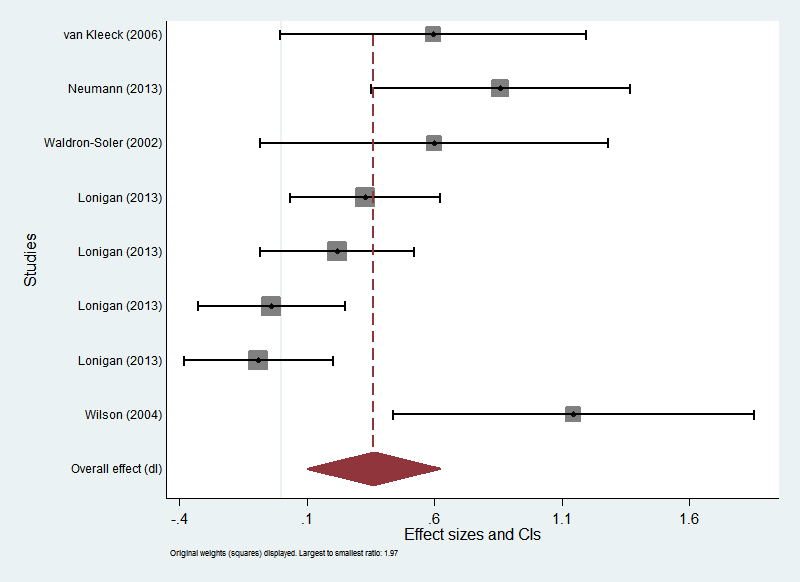 van Kleeck (2006)
Neumann (2013)
Waldron-Soler (2002)
Lonigan (2013)
Lonigan (2013)
Lonigan (2013)
Lonigan (2013)
Wilson (2004)
Overall effect (dl)
Studies
-.4 .1 .6 1.1 1.6
Effect sizes and CIs
Original weights (squares) displayed. Largest to smallest ratio: 1.97